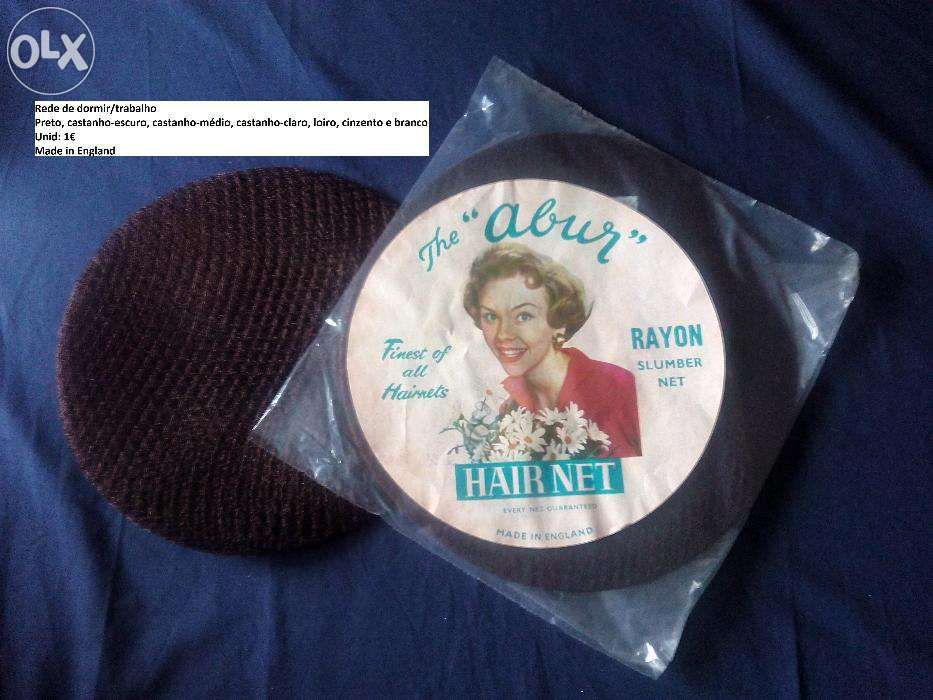 OLX
Rede de dormir/trabalho
Preto, castanho-escuro, castanho-médio, castanho-claro, loiro, cinzento e branco
Unid: 1€
Made in England
The "abur"
Finest of
all
Hairnets
RAYON
SLUMBER
NET
HAIR NET
EVERY NET GUARANTEED
MADE IN ENGLAND